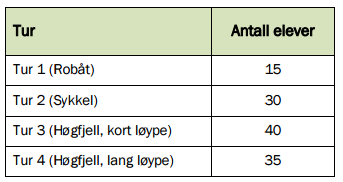 Tur Antall elever
Tur 1 (Robåt) 15
Tur 2 (Sykkel) 30
Tur 3 (Høgfjell, kort løype) 40
Tur 4 (Høgfjell, lang løype) 35